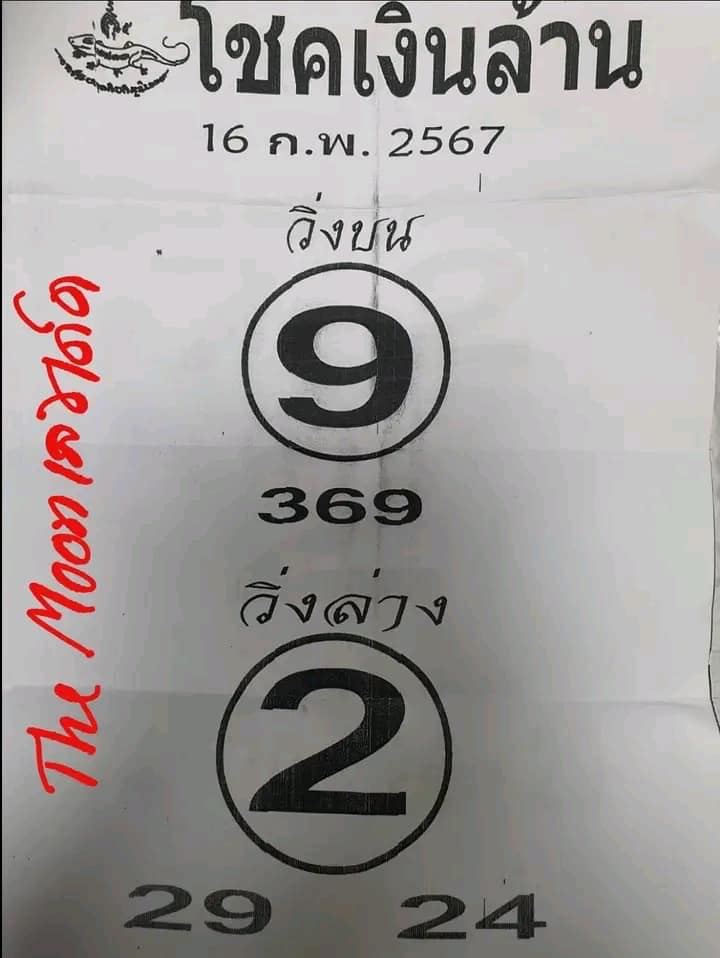 โชคเงินล้าน
16 ก.พ. 2567
วิ่งบน
9
369
วิ่งล่าง
2
29 24
The Moon